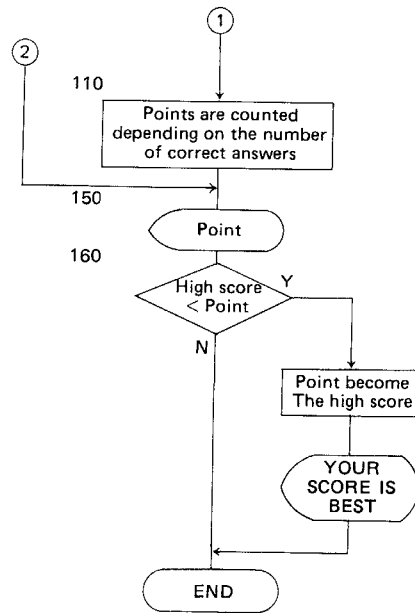 1
2
110
Points are counted
depending on the number
of correct answers
150
Point
160
High score
< Point
Y
N
Point become
The high score
YOUR
SCORE IS
BEST
END